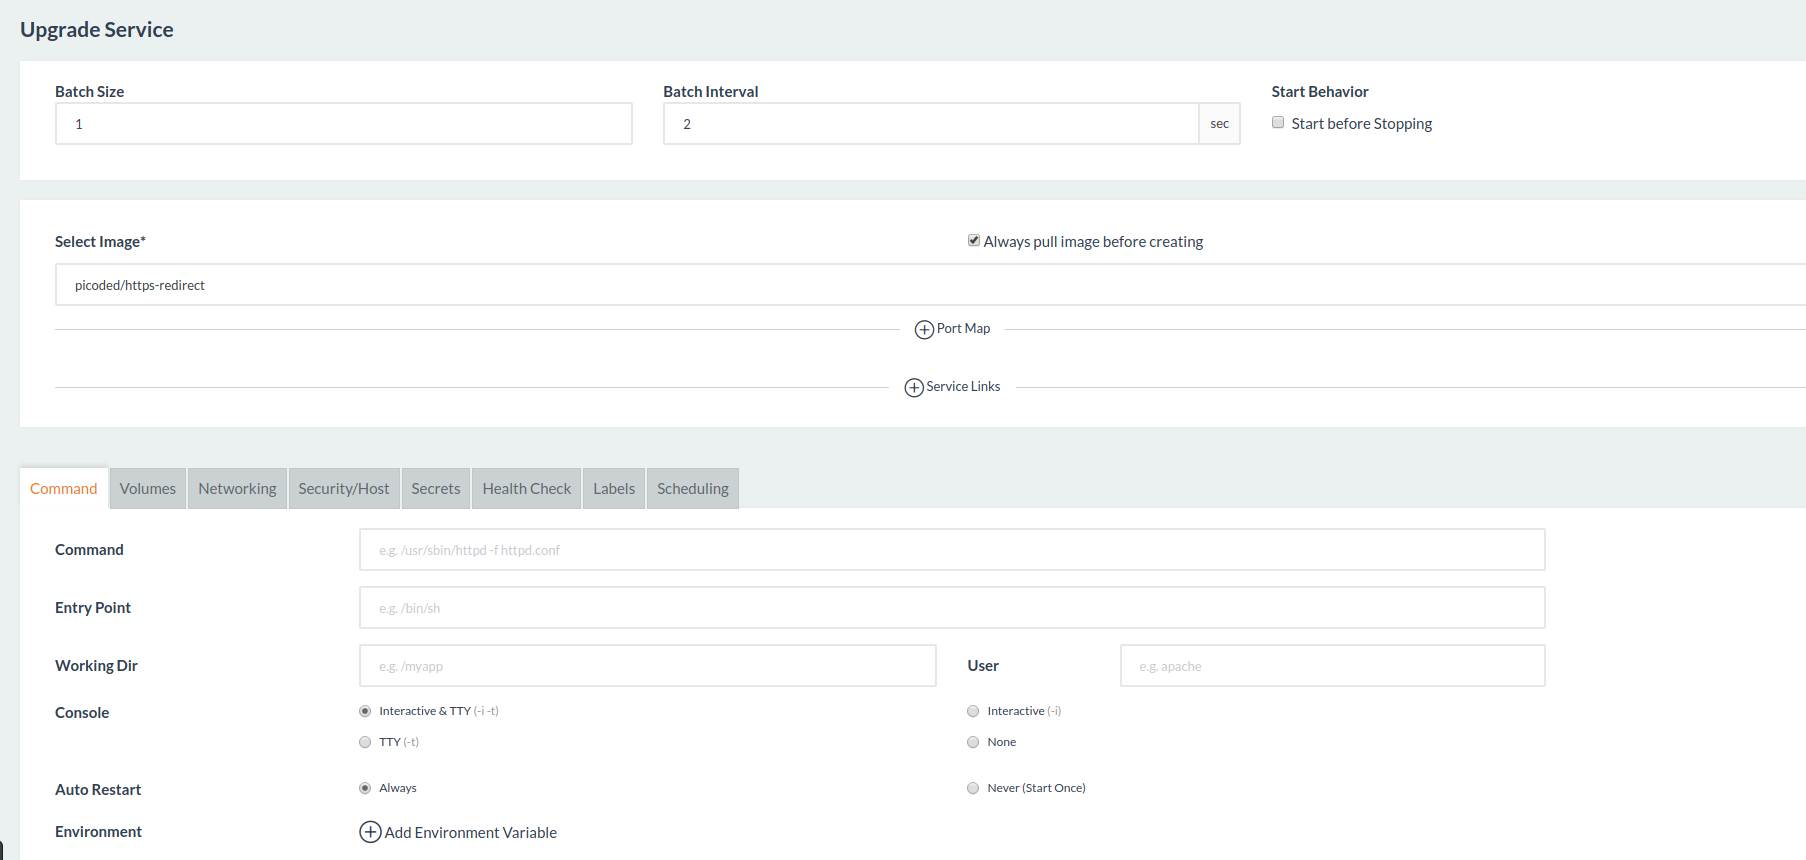 Upgrade Service
Batch Size
Batch Interval
Start Behavior
1
2
sec
Start before Stopping
Select Image*
Always pull image before creating
picoded/https-redirect
Port Map
Service Links
Command Volumes Networking Security/Host Secrets Health Check Labels Scheduling
Command
e.g. /usr/sbin/httpd -f httpd.conf
Entry Point
e.g. /bin/sh
Working Dir
e.g. /myapp
User
e.g. apache
Console
Interactive & TTY (-i -t)
Interactive (-i)
TTY (-t)
None
Auto Restart
Always
Never (Start Once)
Environment
Add Environment Variable